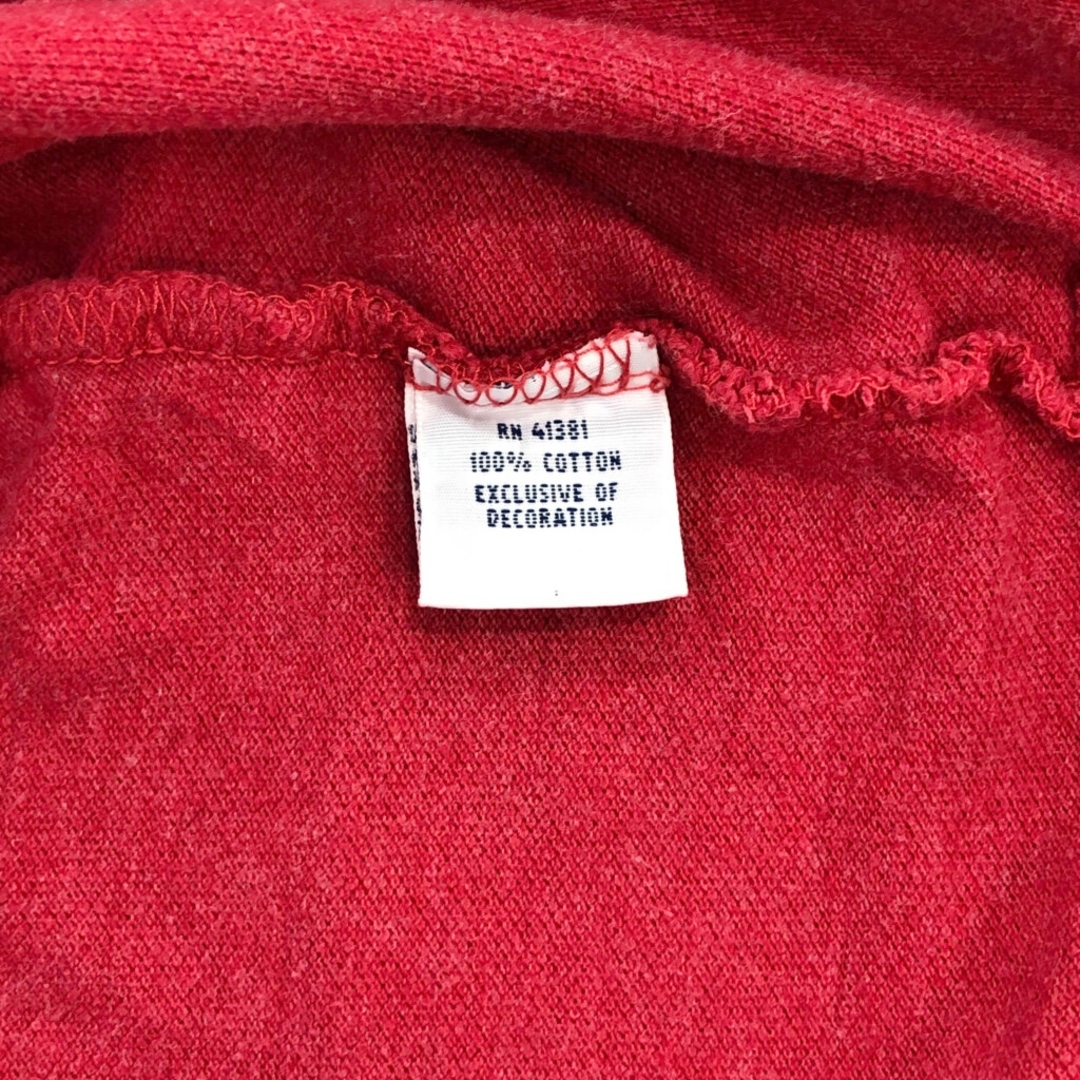 RN 41381
100% COTTON
EXCLUSIVE OF
DECORATION